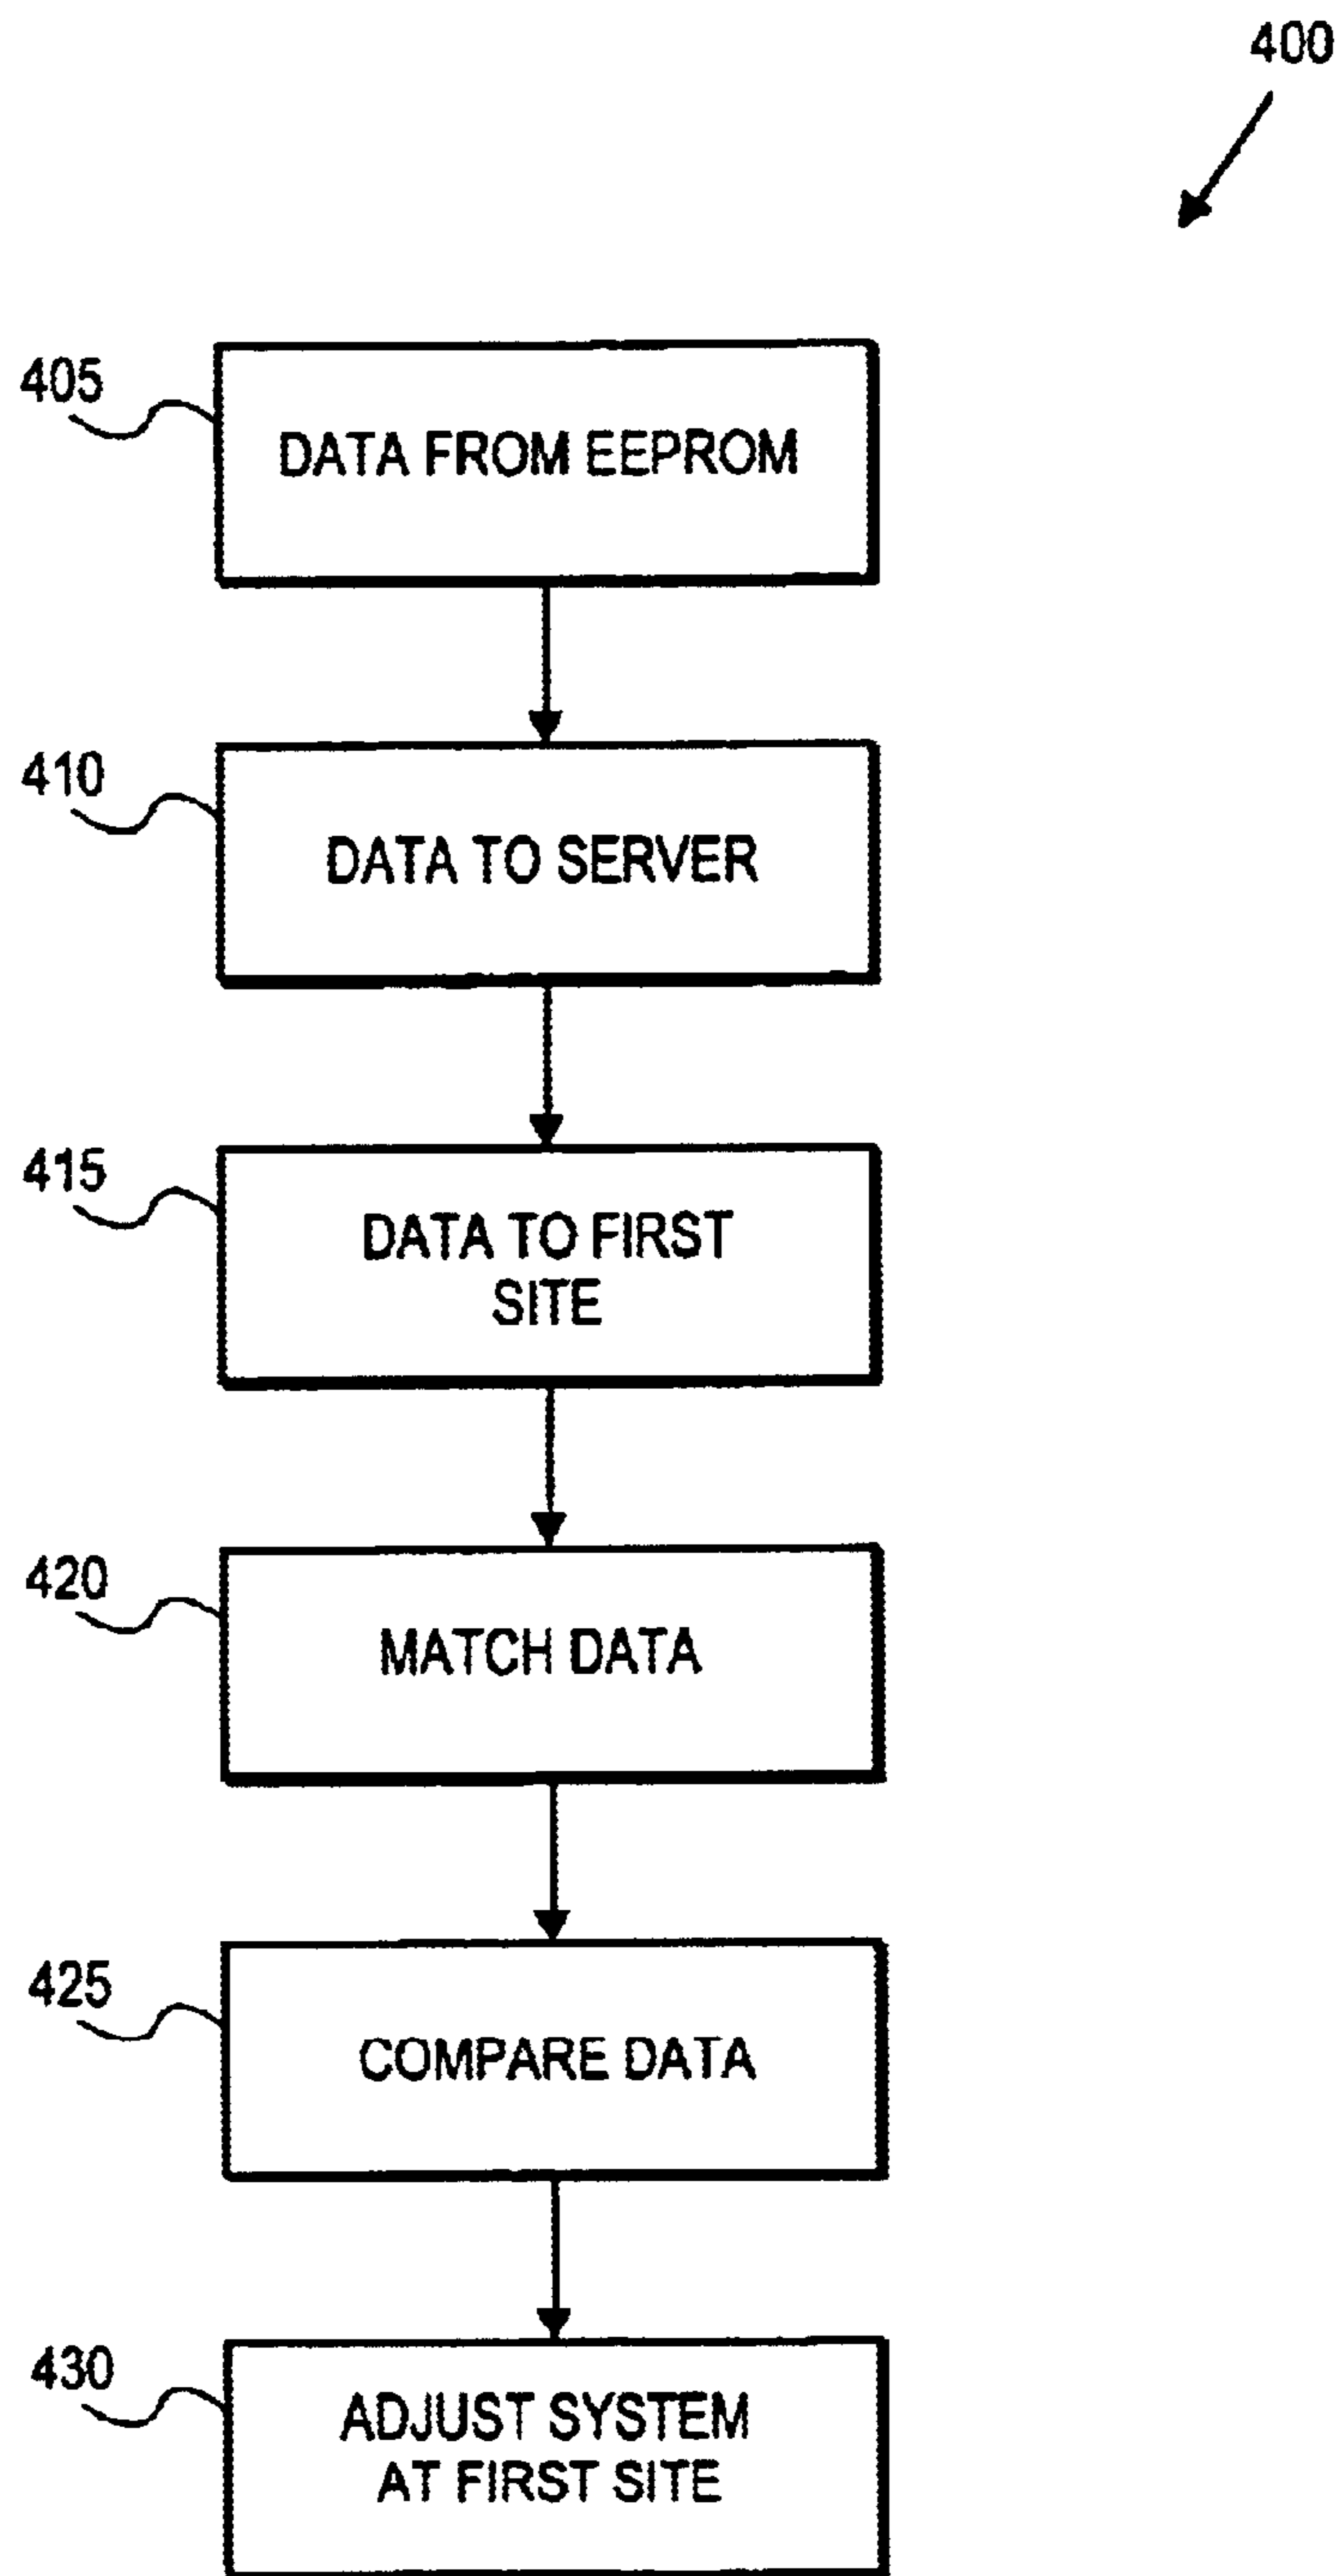 400
405
DATA FROM EEPROM
410
DATA TO SERVER
415
DATA TO FIRST
SITE
420
MATCH DATA
425
COMPARE DATA
430
ADJUST SYSTEM
AT FIRST SITE